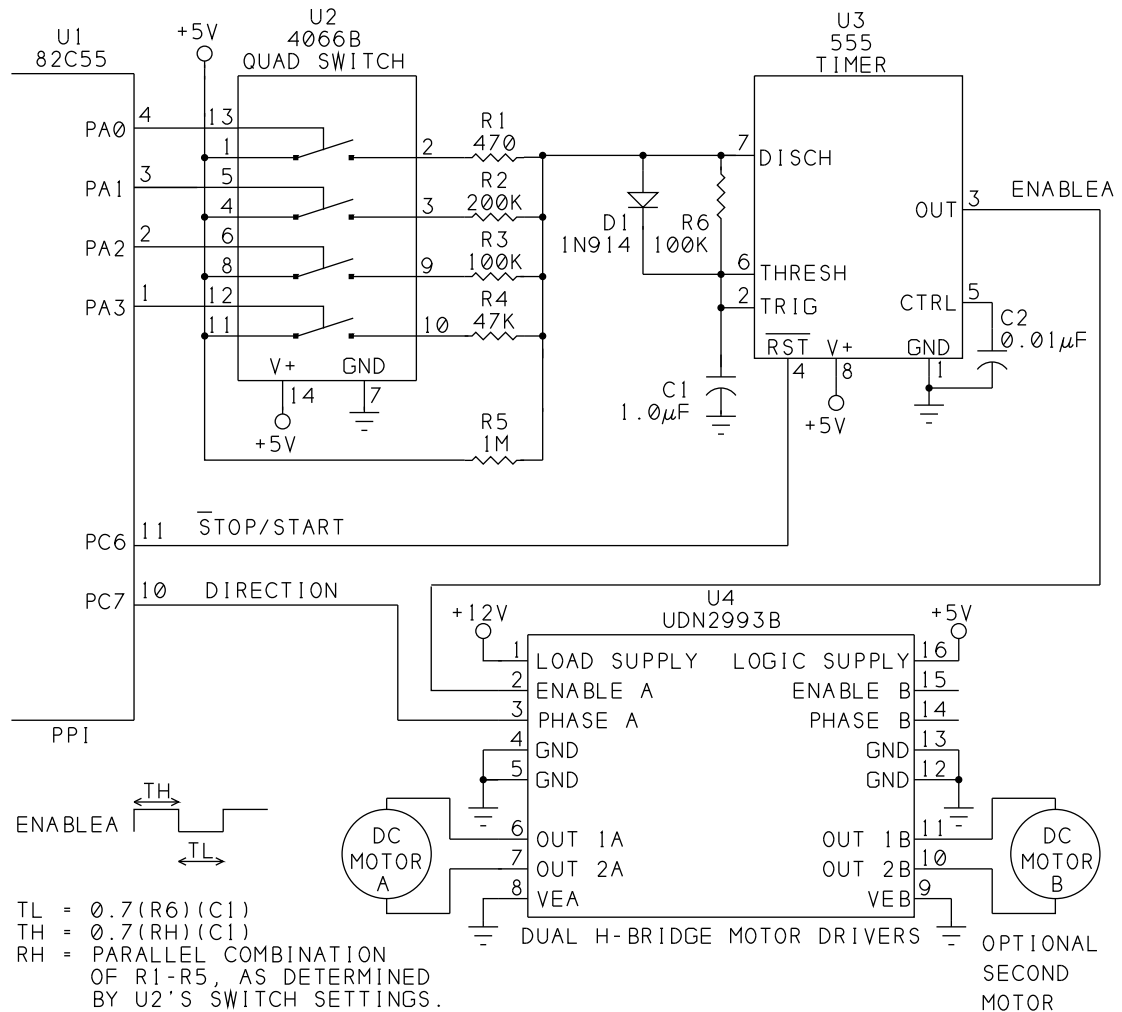 U1
82C55
+5V
U2
4066B
QUAD SWITCH
U3
555
TIMER
PA0
4
13
1
2
R1
470
PA1
3
5
4
3
R2
200K
PA2
2
6
8
9
R3
100K
PA3
1
12
11
10
R4
47K
V+
GND
14
7
+5V
R5
1M
7
DISCH
D1
1N914
R6
100K
6
THRESH
2
TRIG
OUT
3
ENABLEA
CTRL
5
C2
0.01µF
RST
V+
GND
4
8
1
+5V
C1
1.0µF
PC6
11
STOP/START
PC7
10
DIRECTION
PPI
U4
UDN2993B
+12V
+5V
1
LOAD SUPPLY
LOGIC SUPPLY
16
2
ENABLE A
ENABLE B
15
3
PHASE A
PHASE B
14
4
GND
GND
13
5
GND
GND
12
6
OUT 1A
OUT 1B
11
7
OUT 2A
OUT 2B
10
8
VEA
VEB
9
DC
MOTOR
A
DC
MOTOR
B
DUAL H-BRIDGE MOTOR DRIVERS
OPTIONAL
SECOND
MOTOR
ENABLEA
TH
TL
TL = 0.7(R6)(C1)
TH = 0.7(RH)(C1)
RH = PARALLEL COMBINATION
OF R1-R5, AS DETERMINED
BY U2'S SWITCH SETTINGS.